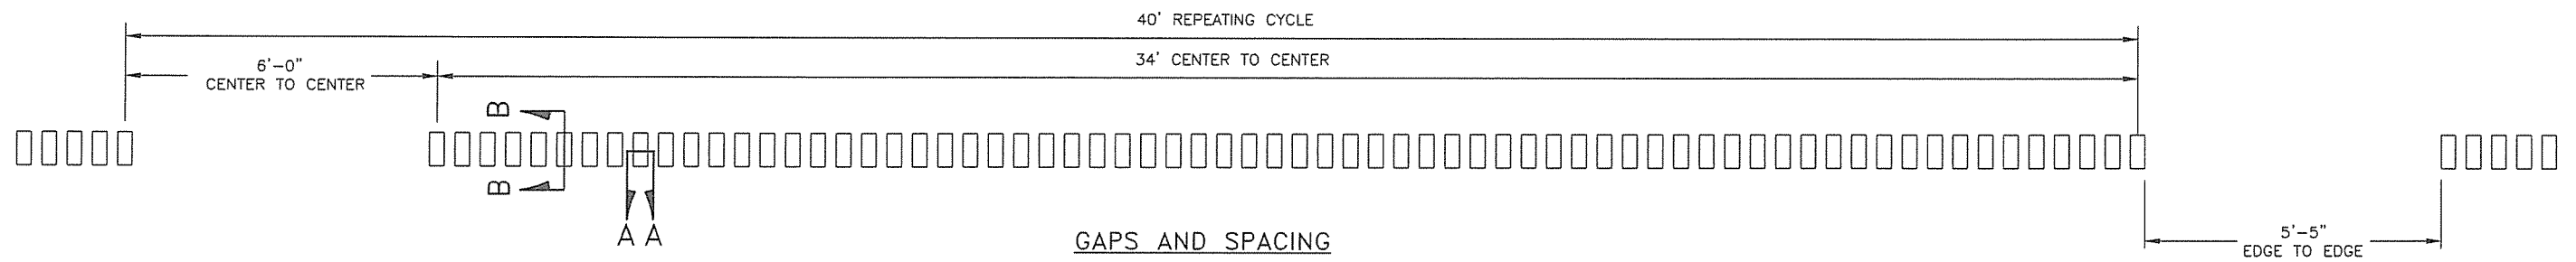 40' REPEATING CYCLE
34' CENTER TO CENTER
6'-0"
CENTER TO CENTER
B
B
A A
GAPS AND SPACING
5'-5"
EDGE TO EDGE